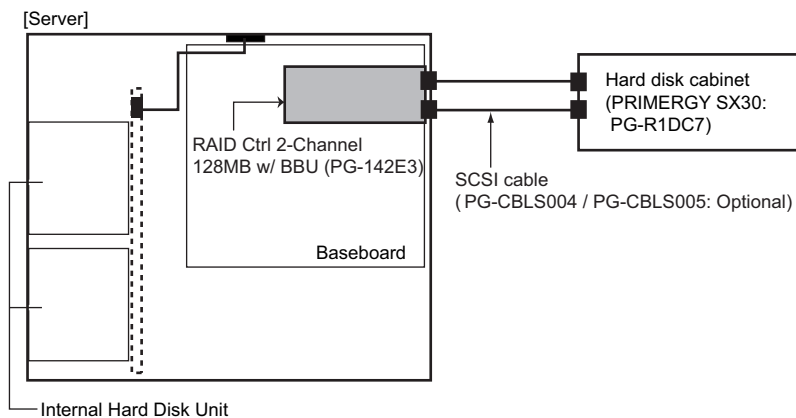 [Server]
Hard disk cabinet
(PRIMERGY SX30:
PG-R1DC7)
RAID Ctrl 2-Channel
128MB w/ BBU (PG-142E3)
SCSI cable
( PG-CBLS004 / PG-CBLS005: Optional)
Baseboard
Internal Hard Disk Unit